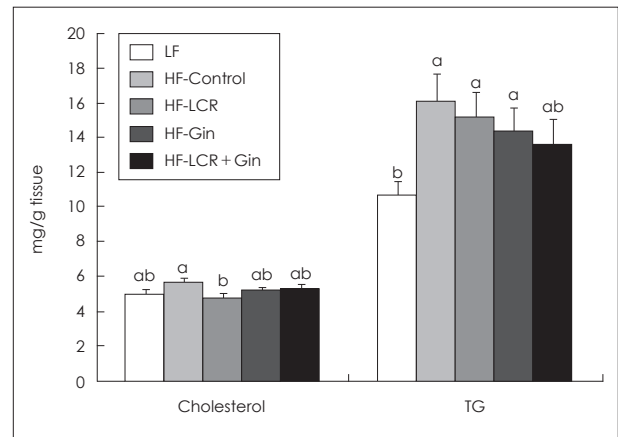 20
18
16
14
12
10
8
6
4
2
0
mg/g tissue
LF
HF-Control
HF-LCR
HF-Gin
HF-LCR + Gin
ab
a
b
ab
ab
b
a
a
a
ab
Cholesterol
TG